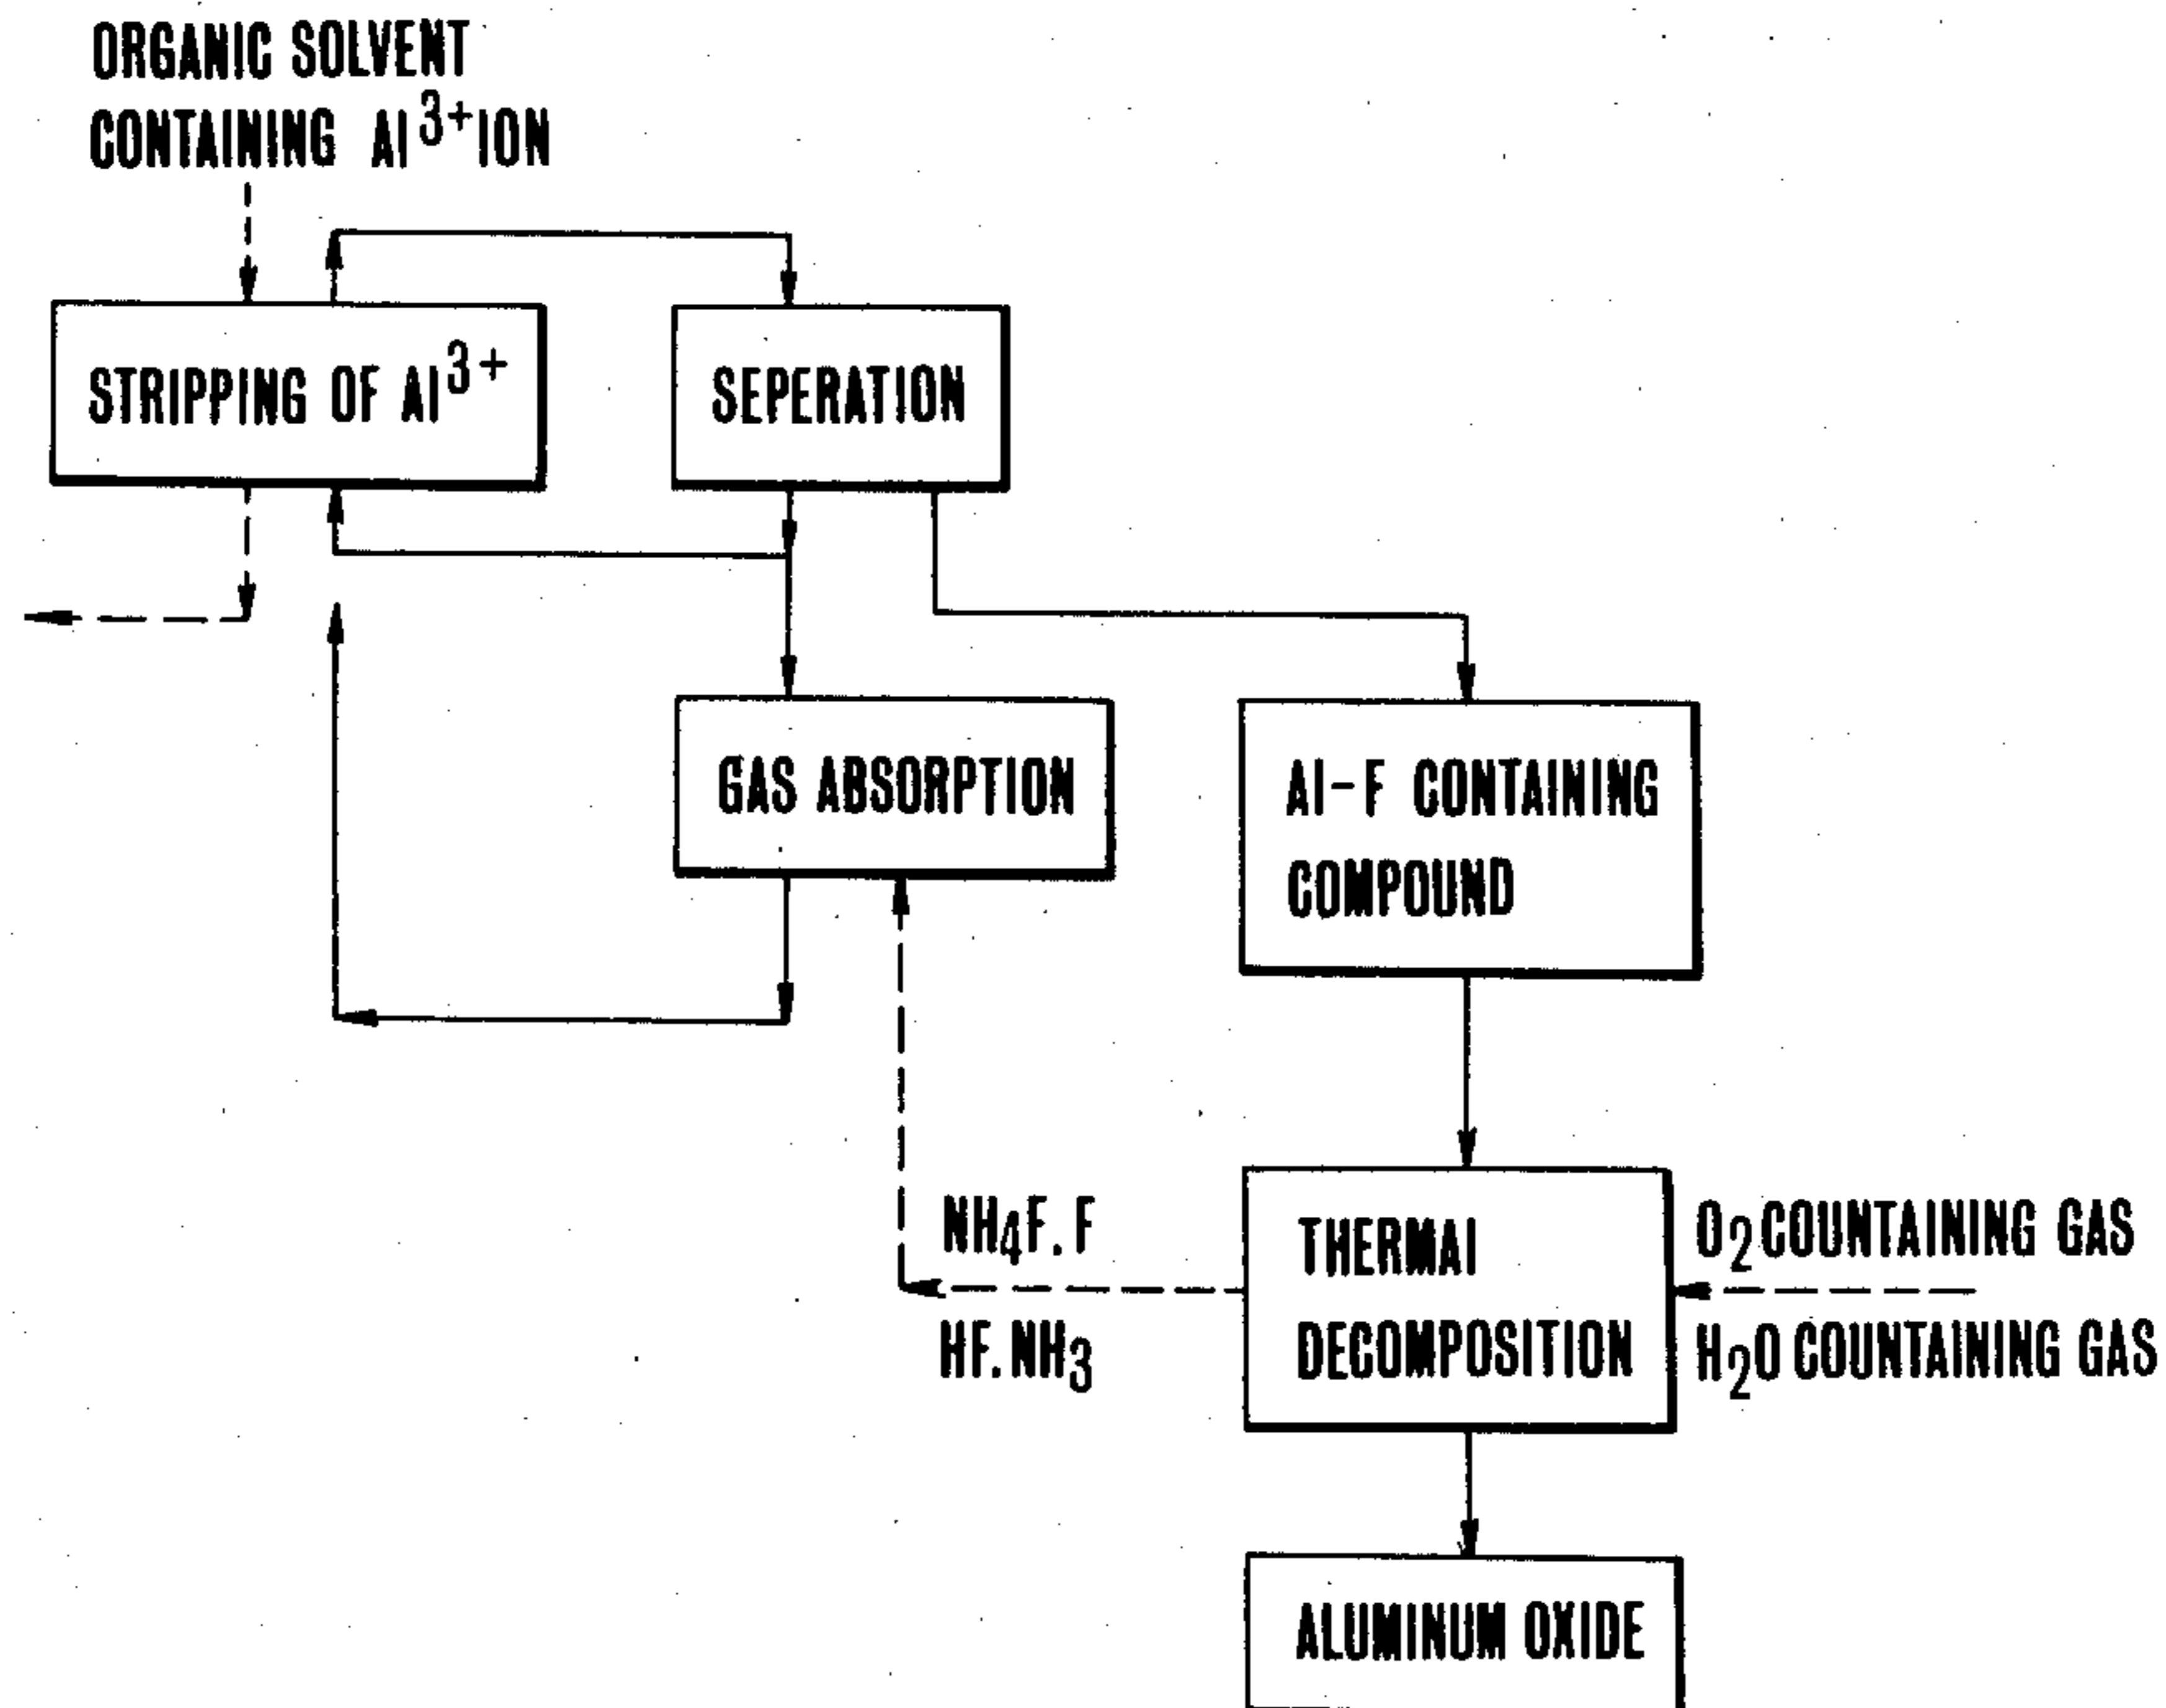 ORGANIC SOLVENT
CONTAINING Al³⁺ ION
STRIPPING OF Al³⁺
SEPERATION
GAS ABSORPTION
Al-F CONTAINING
COMPOUND
NH₄F. F
HF. NH₃
THERMAl
DECOMPOSITION
O₂ COUNTAINING GAS
H₂O COUNTAINING GAS
ALUMINUM OXIDE